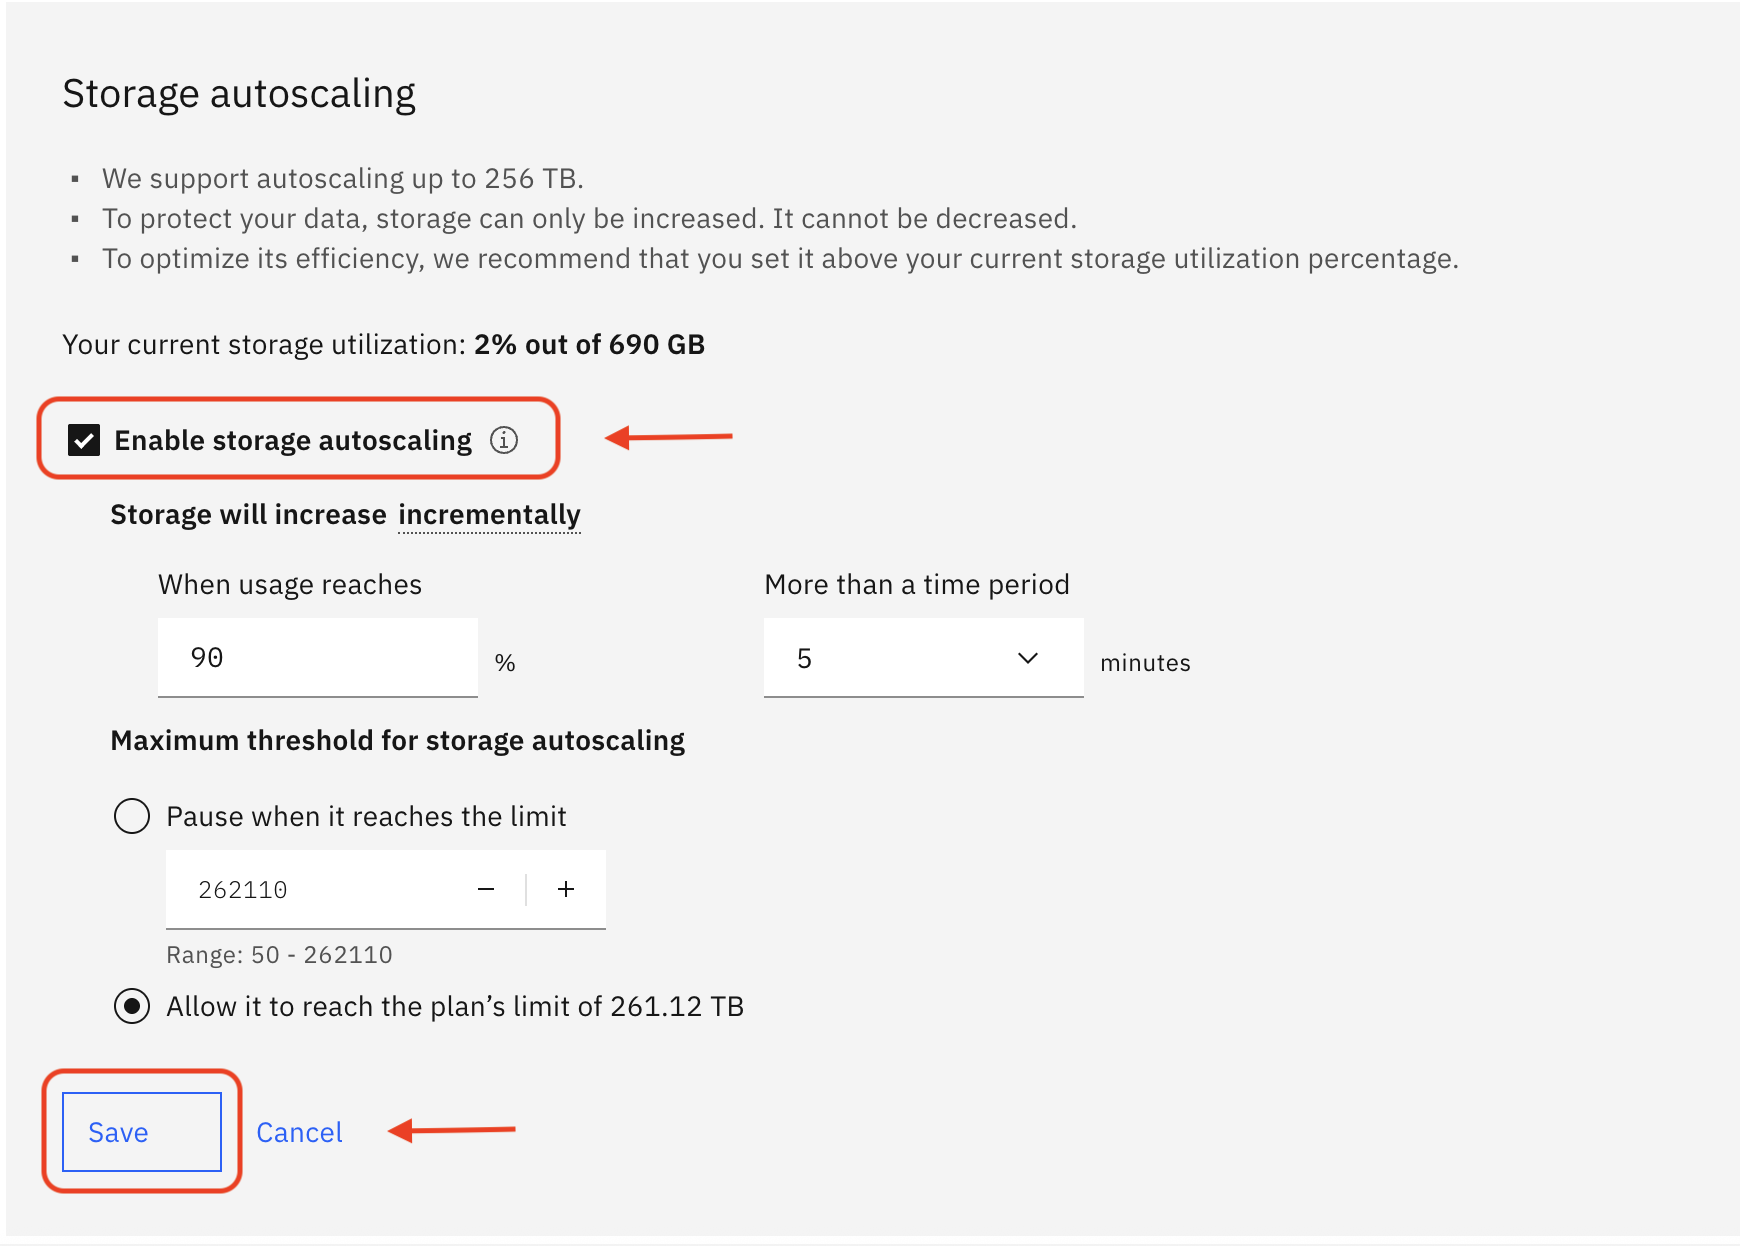 Storage autoscaling
▪ We support autoscaling up to 256 TB.
▪ To protect your data, storage can only be increased. It cannot be decreased.
▪ To optimize its efficiency, we recommend that you set it above your current storage utilization percentage.
Your current storage utilization: 2% out of 690 GB
Enable storage autoscaling
Storage will increase incrementally
When usage reaches
90 %
More than a time period
5 minutes
Maximum threshold for storage autoscaling
Pause when it reaches the limit
262110 − +
Range: 50 - 262110
Allow it to reach the plan’s limit of 261.12 TB
Save Cancel